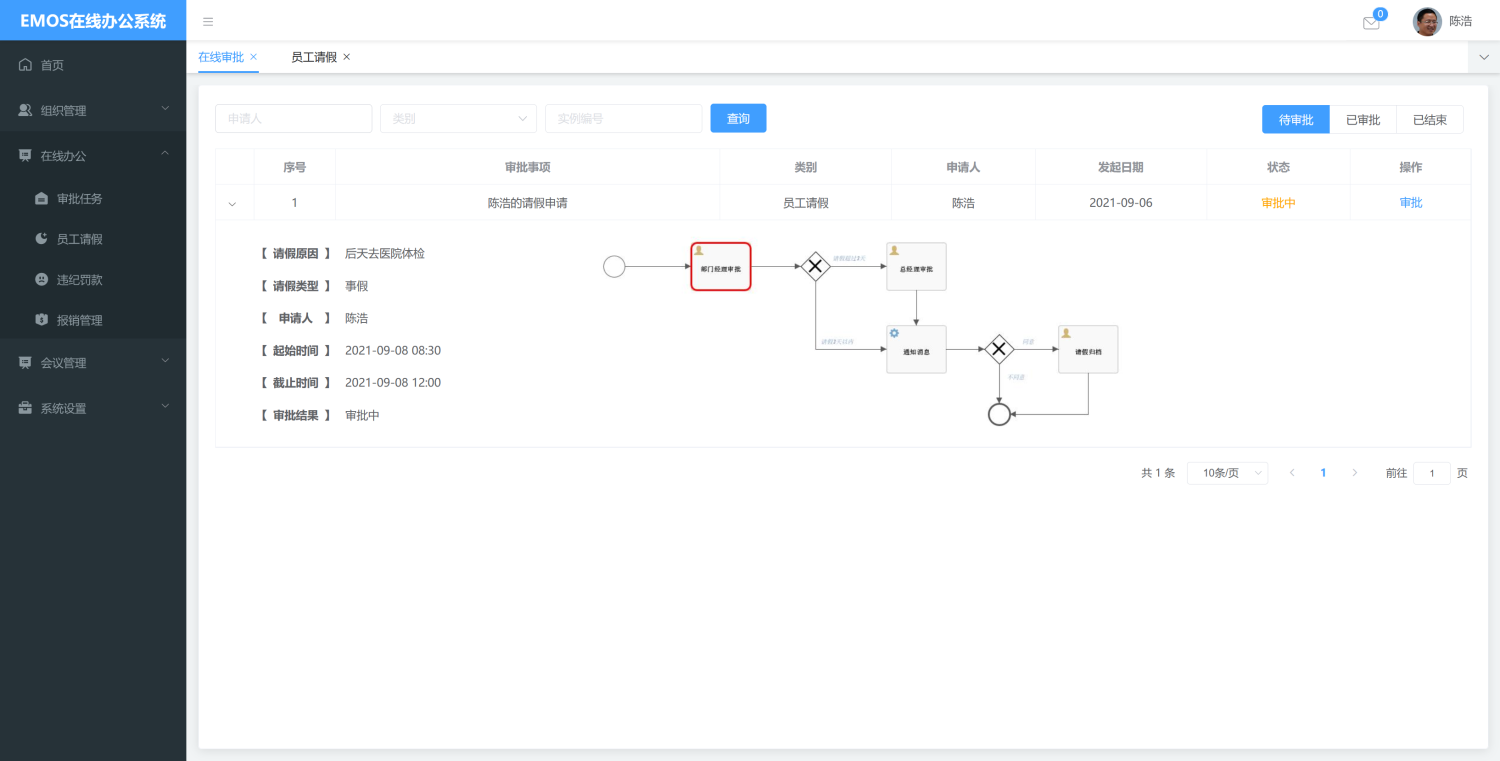 EMOS在线办公系统
0
陈浩
首页
组织管理
在线办公
审批任务
员工请假
违纪罚款
报销管理
会议管理
系统设置
在线审批
员工请假
申请人
类别
实例编号
查询
待审批
已审批
已结束
序号 审批事项 类别 申请人 发起日期 状态 操作
1 陈浩的请假申请 员工请假 陈浩 2021-09-06 审批中 审批
【 请假原因 】 后天去医院体检
【 请假类型 】 事假
【 申请人 】 陈浩
【 起始时间 】 2021-09-08 08:30
【 截止时间 】 2021-09-08 12:00
【 审批结果 】 审批中
部门经理审批
总经理审批
通知消息
同意
请假归档
不同意
共 1 条 10条/页 1 前往 1 页